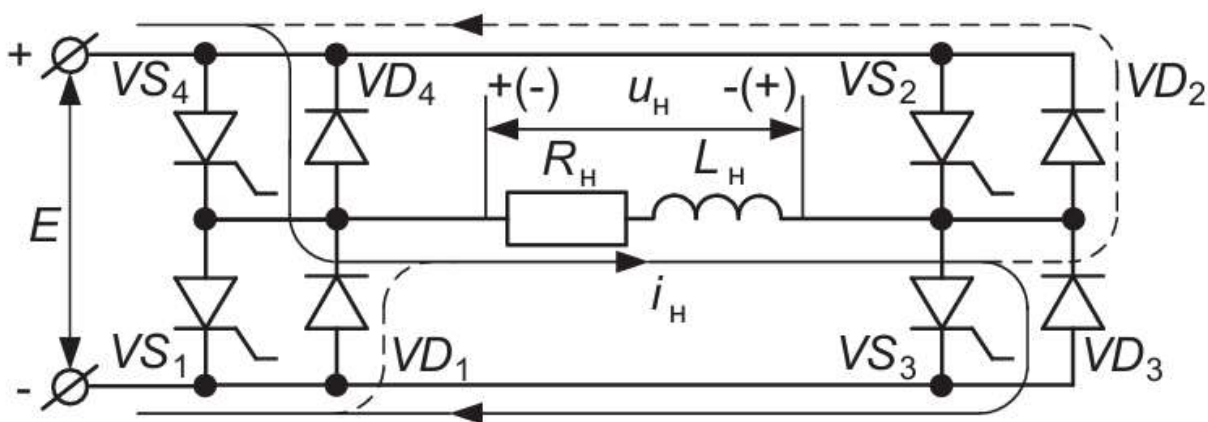 + VS4 VD4 +(-) uн -(+) VS2 VD2
Rн Lн
E
iн
- VS1 VD1 VS3 VD3